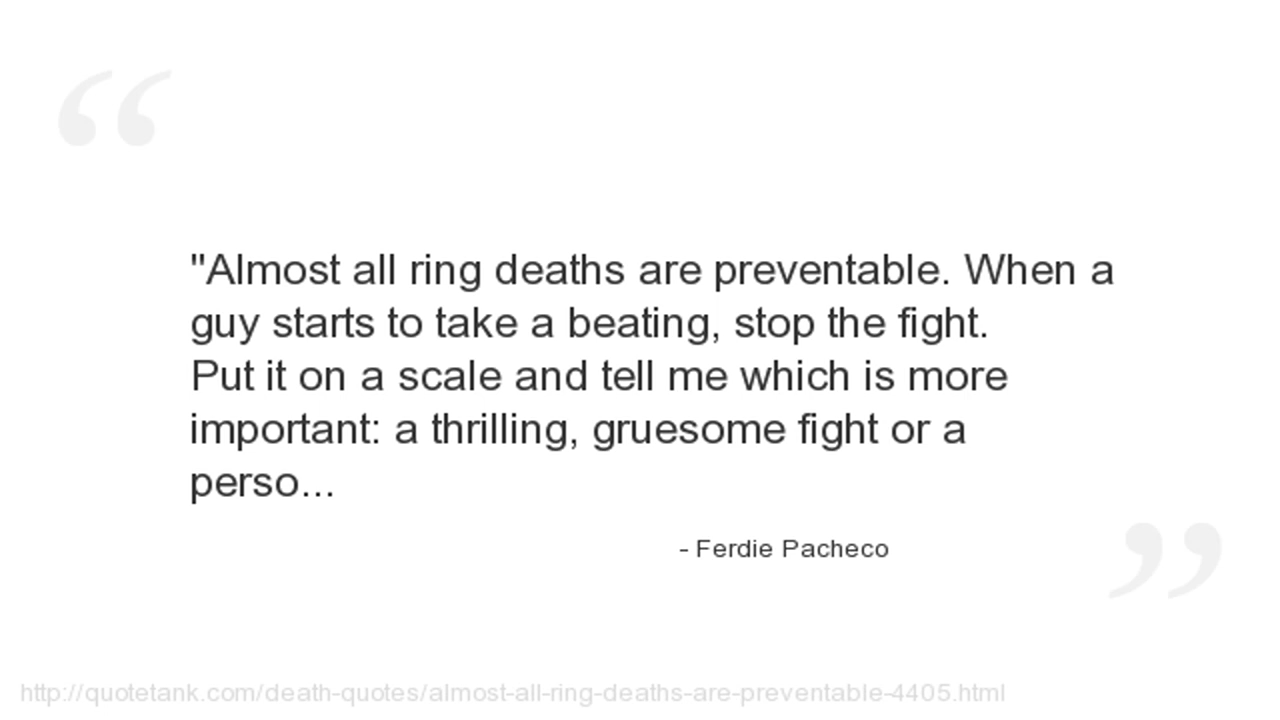 "Almost all ring deaths are preventable. When a
guy starts to take a beating, stop the fight.
Put it on a scale and tell me which is more
important: a thrilling, gruesome fight or a
perso...
- Ferdie Pacheco
http://quotetank.com/death-quotes/almost-all-ring-deaths-are-preventable-4405.html